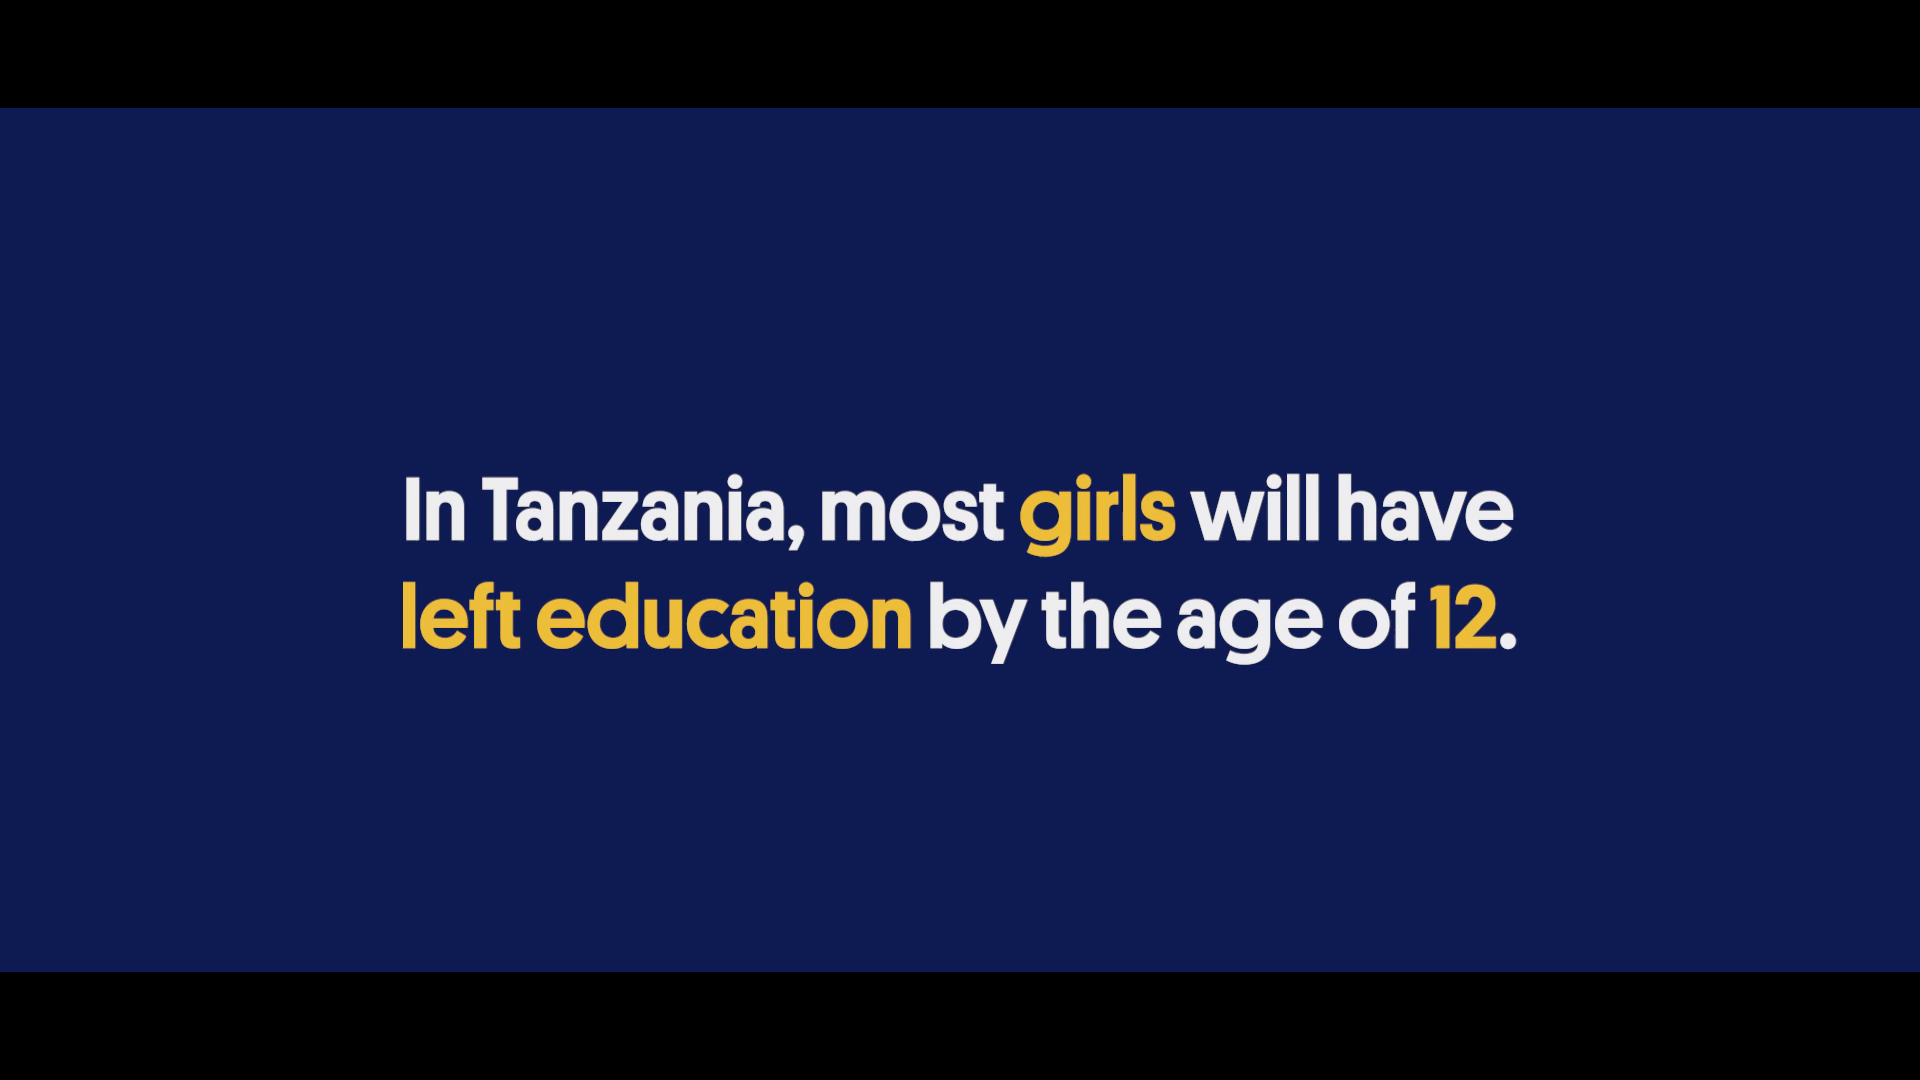 In Tanzania, most girls will have
left education by the age of 12.